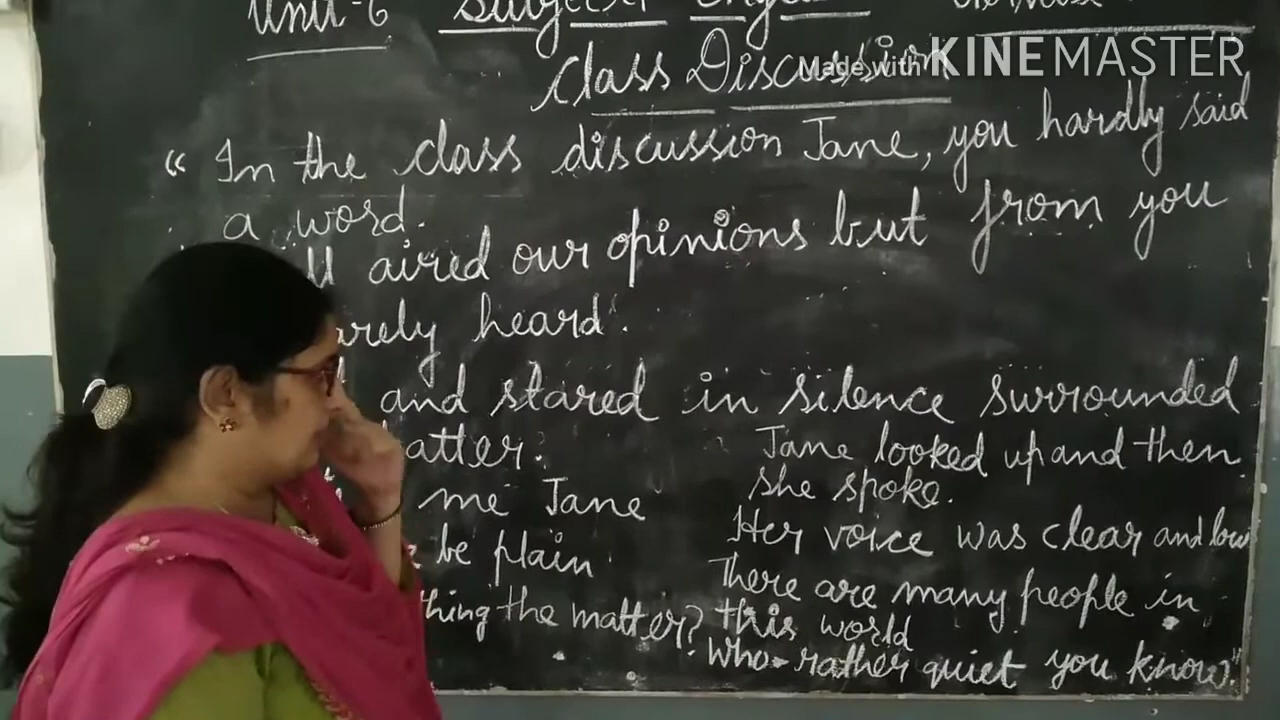 Unit-6 Subject
Made with KINEMASTER
Class Discussion
“ In the class discussion Jane, you hardly said
a word.
aired our opinions but from you
heard.
and stared in silence surrounded
me Jane
be plain
the matter?
Jane looked up and then
she spoke.
Her voice was clear and low
There are many people in
this world
Who rather quiet you know."